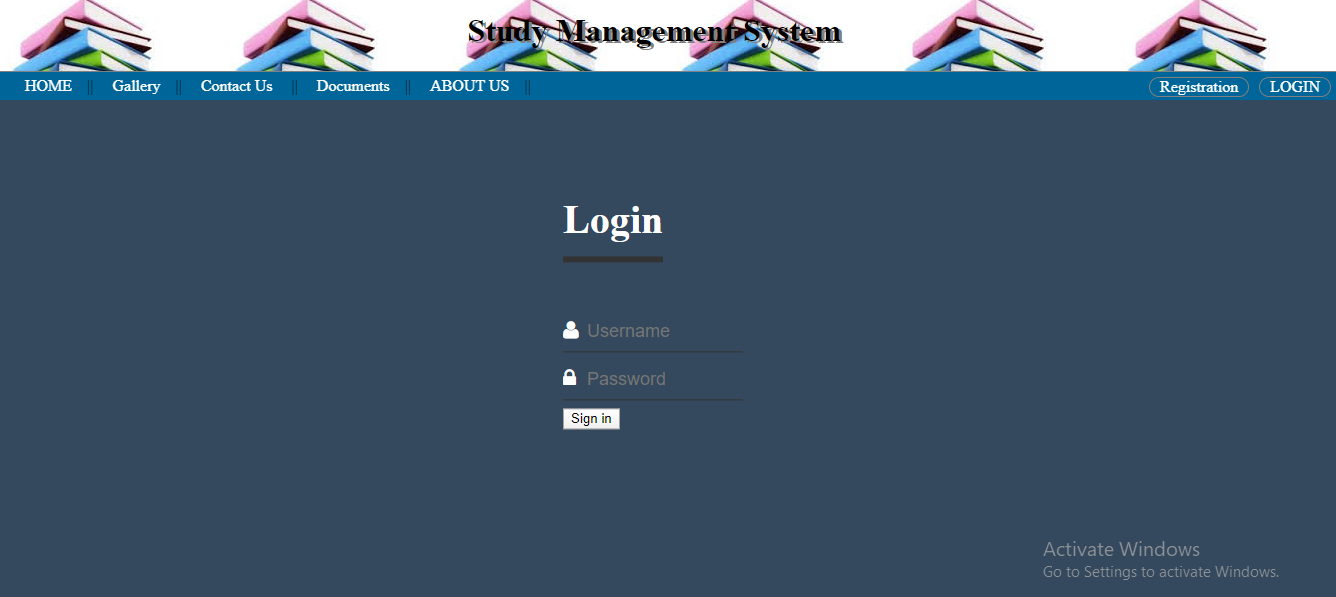 Study Management System
HOME || Gallery || Contact Us || Documents || ABOUT US || Registration LOGIN
Login
Username
Password
Sign in
Activate Windows
Go to Settings to activate Windows.